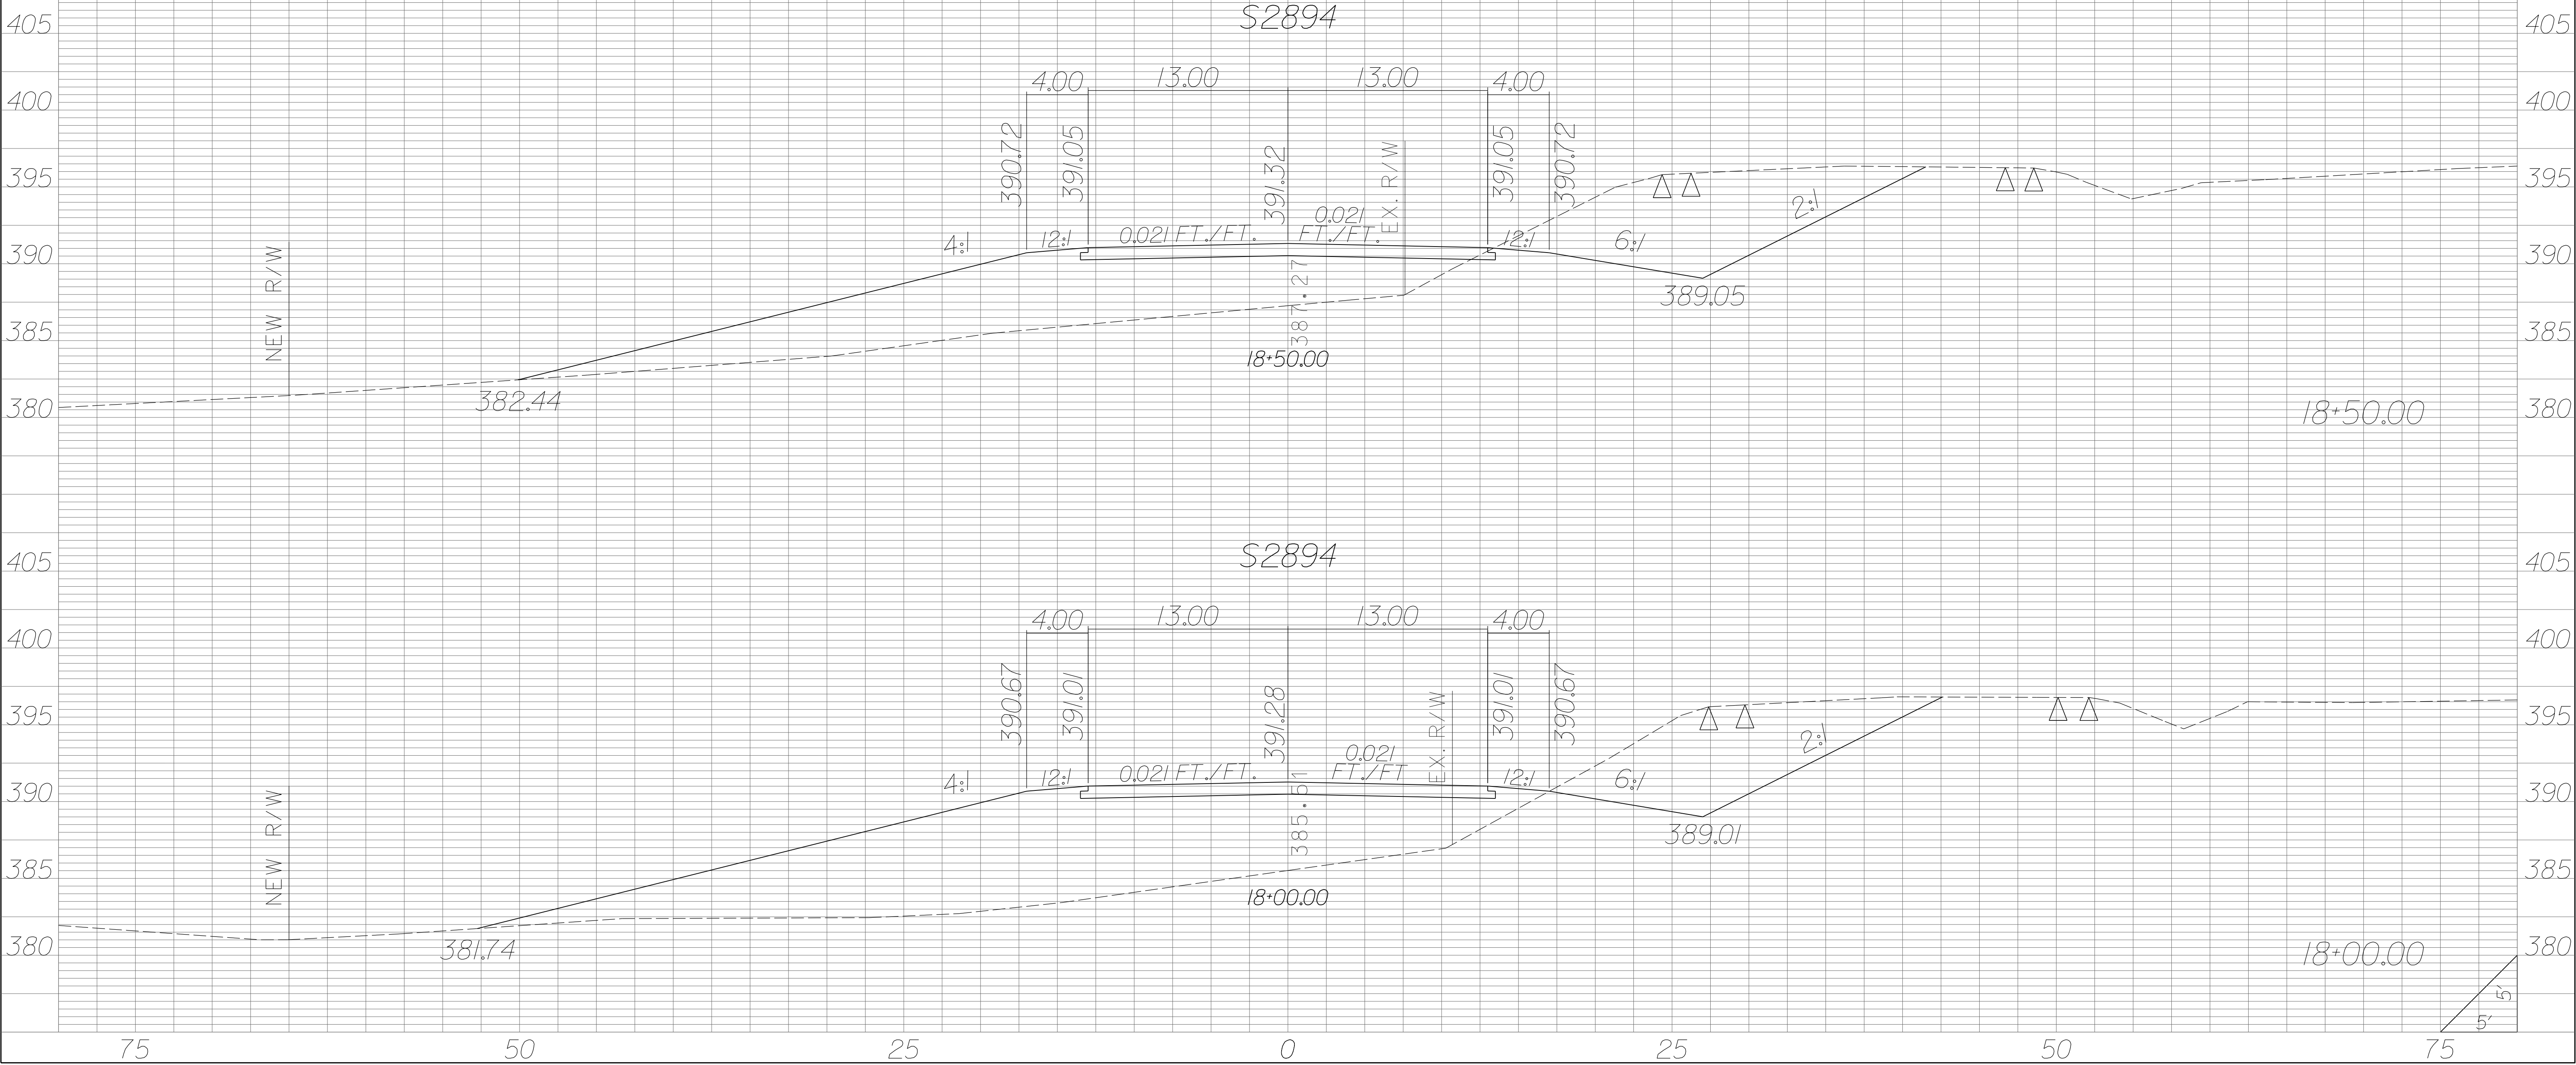 S2894
405 405
4.00 13.00 13.00 4.00
400 400
390.72 391.05 391.32 EX. R/W 391.05 390.72
395 395
4:1 12:1 0.021 FT./FT. 0.021 FT./FT. 12:1 6:1 2:1
390 390
NEW R/W 387.27 389.05
385 385
18+50.00
382.44
380 18+50.00 380
S2894
405 405
4.00 13.00 13.00 4.00
400 400
390.67 391.01 391.28 EX. R/W 391.01 390.67
395 395
4:1 12:1 0.021 FT./FT. 0.021 FT./FT 12:1 6:1 2:1
390 390
NEW R/W 385.51 389.01
385 385
18+00.00
381.74
380 18+00.00 380
5'
5'
75 50 25 0 25 50 75